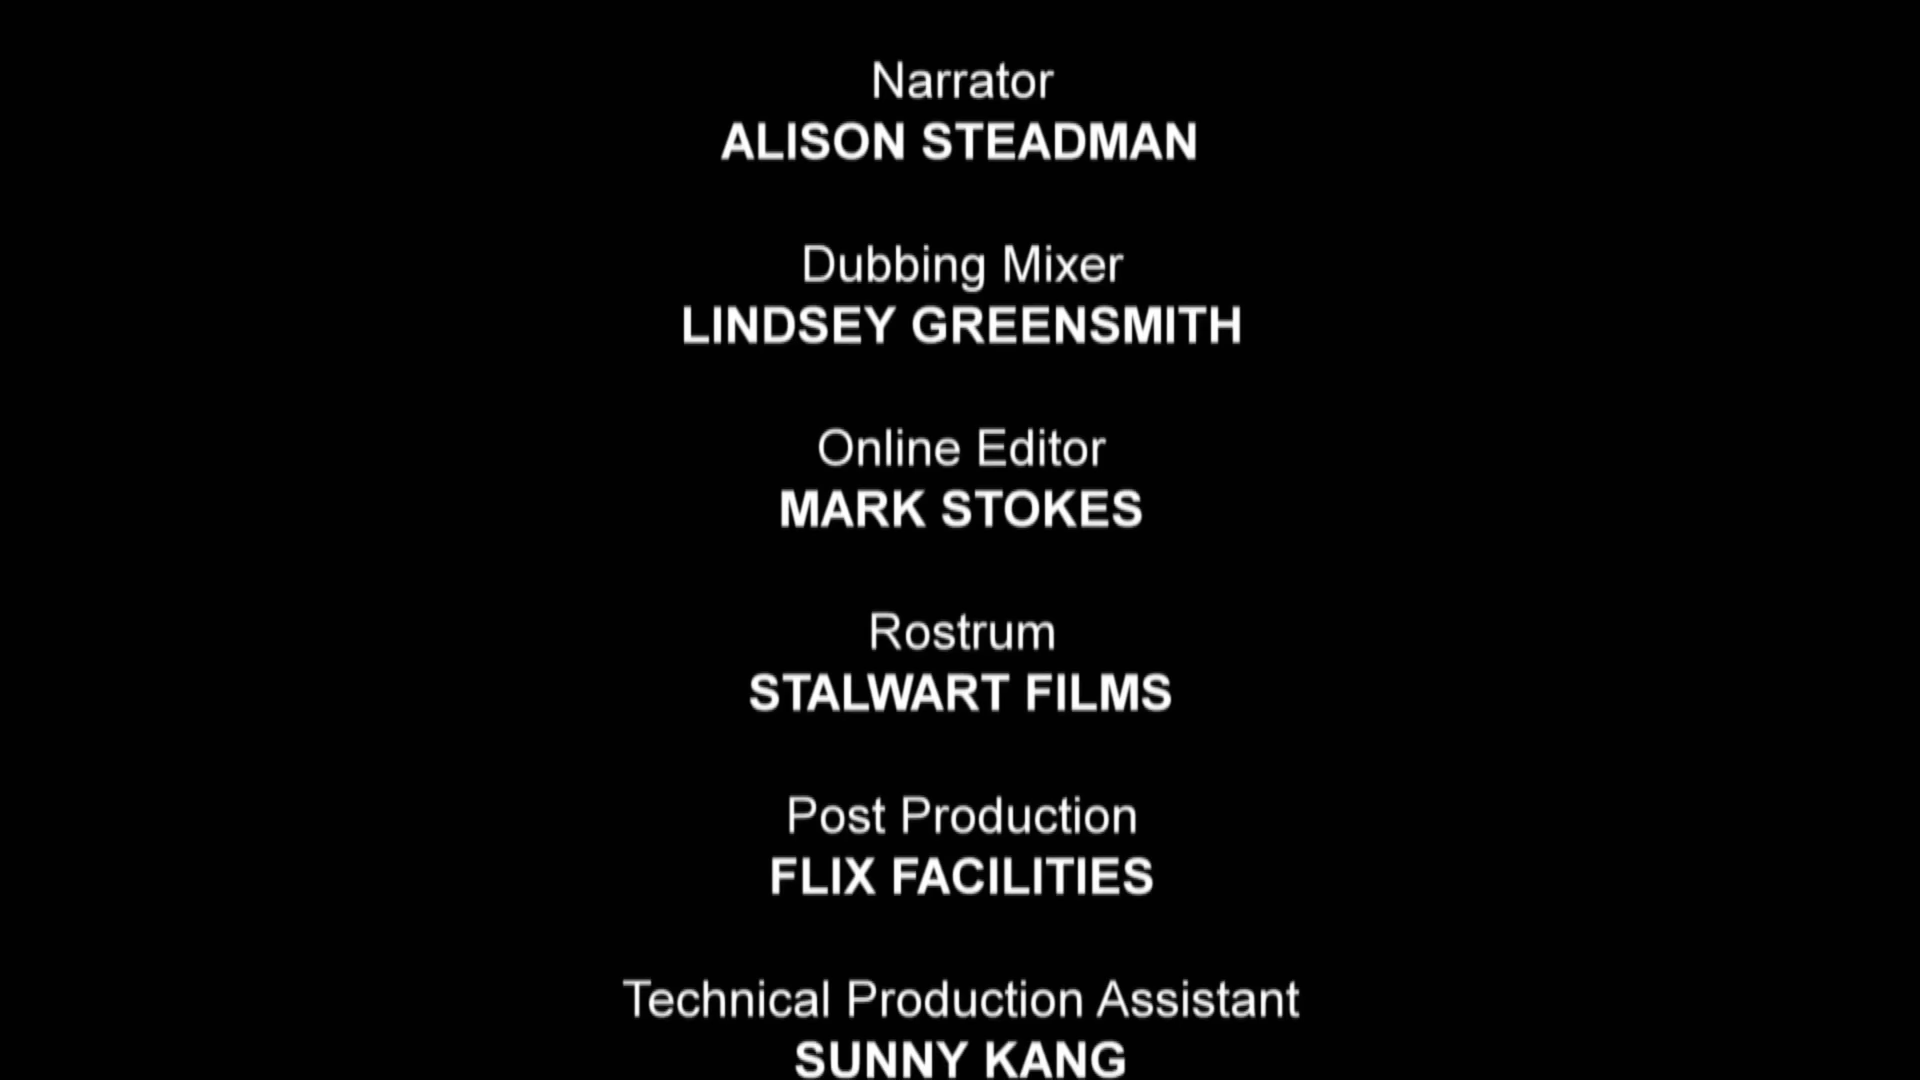 Narrator
ALISON STEADMAN
Dubbing Mixer
LINDSEY GREENSMITH
Online Editor
MARK STOKES
Rostrum
STALWART FILMS
Post Production
FLIX FACILITIES
Technical Production Assistant
SUNNY KANG